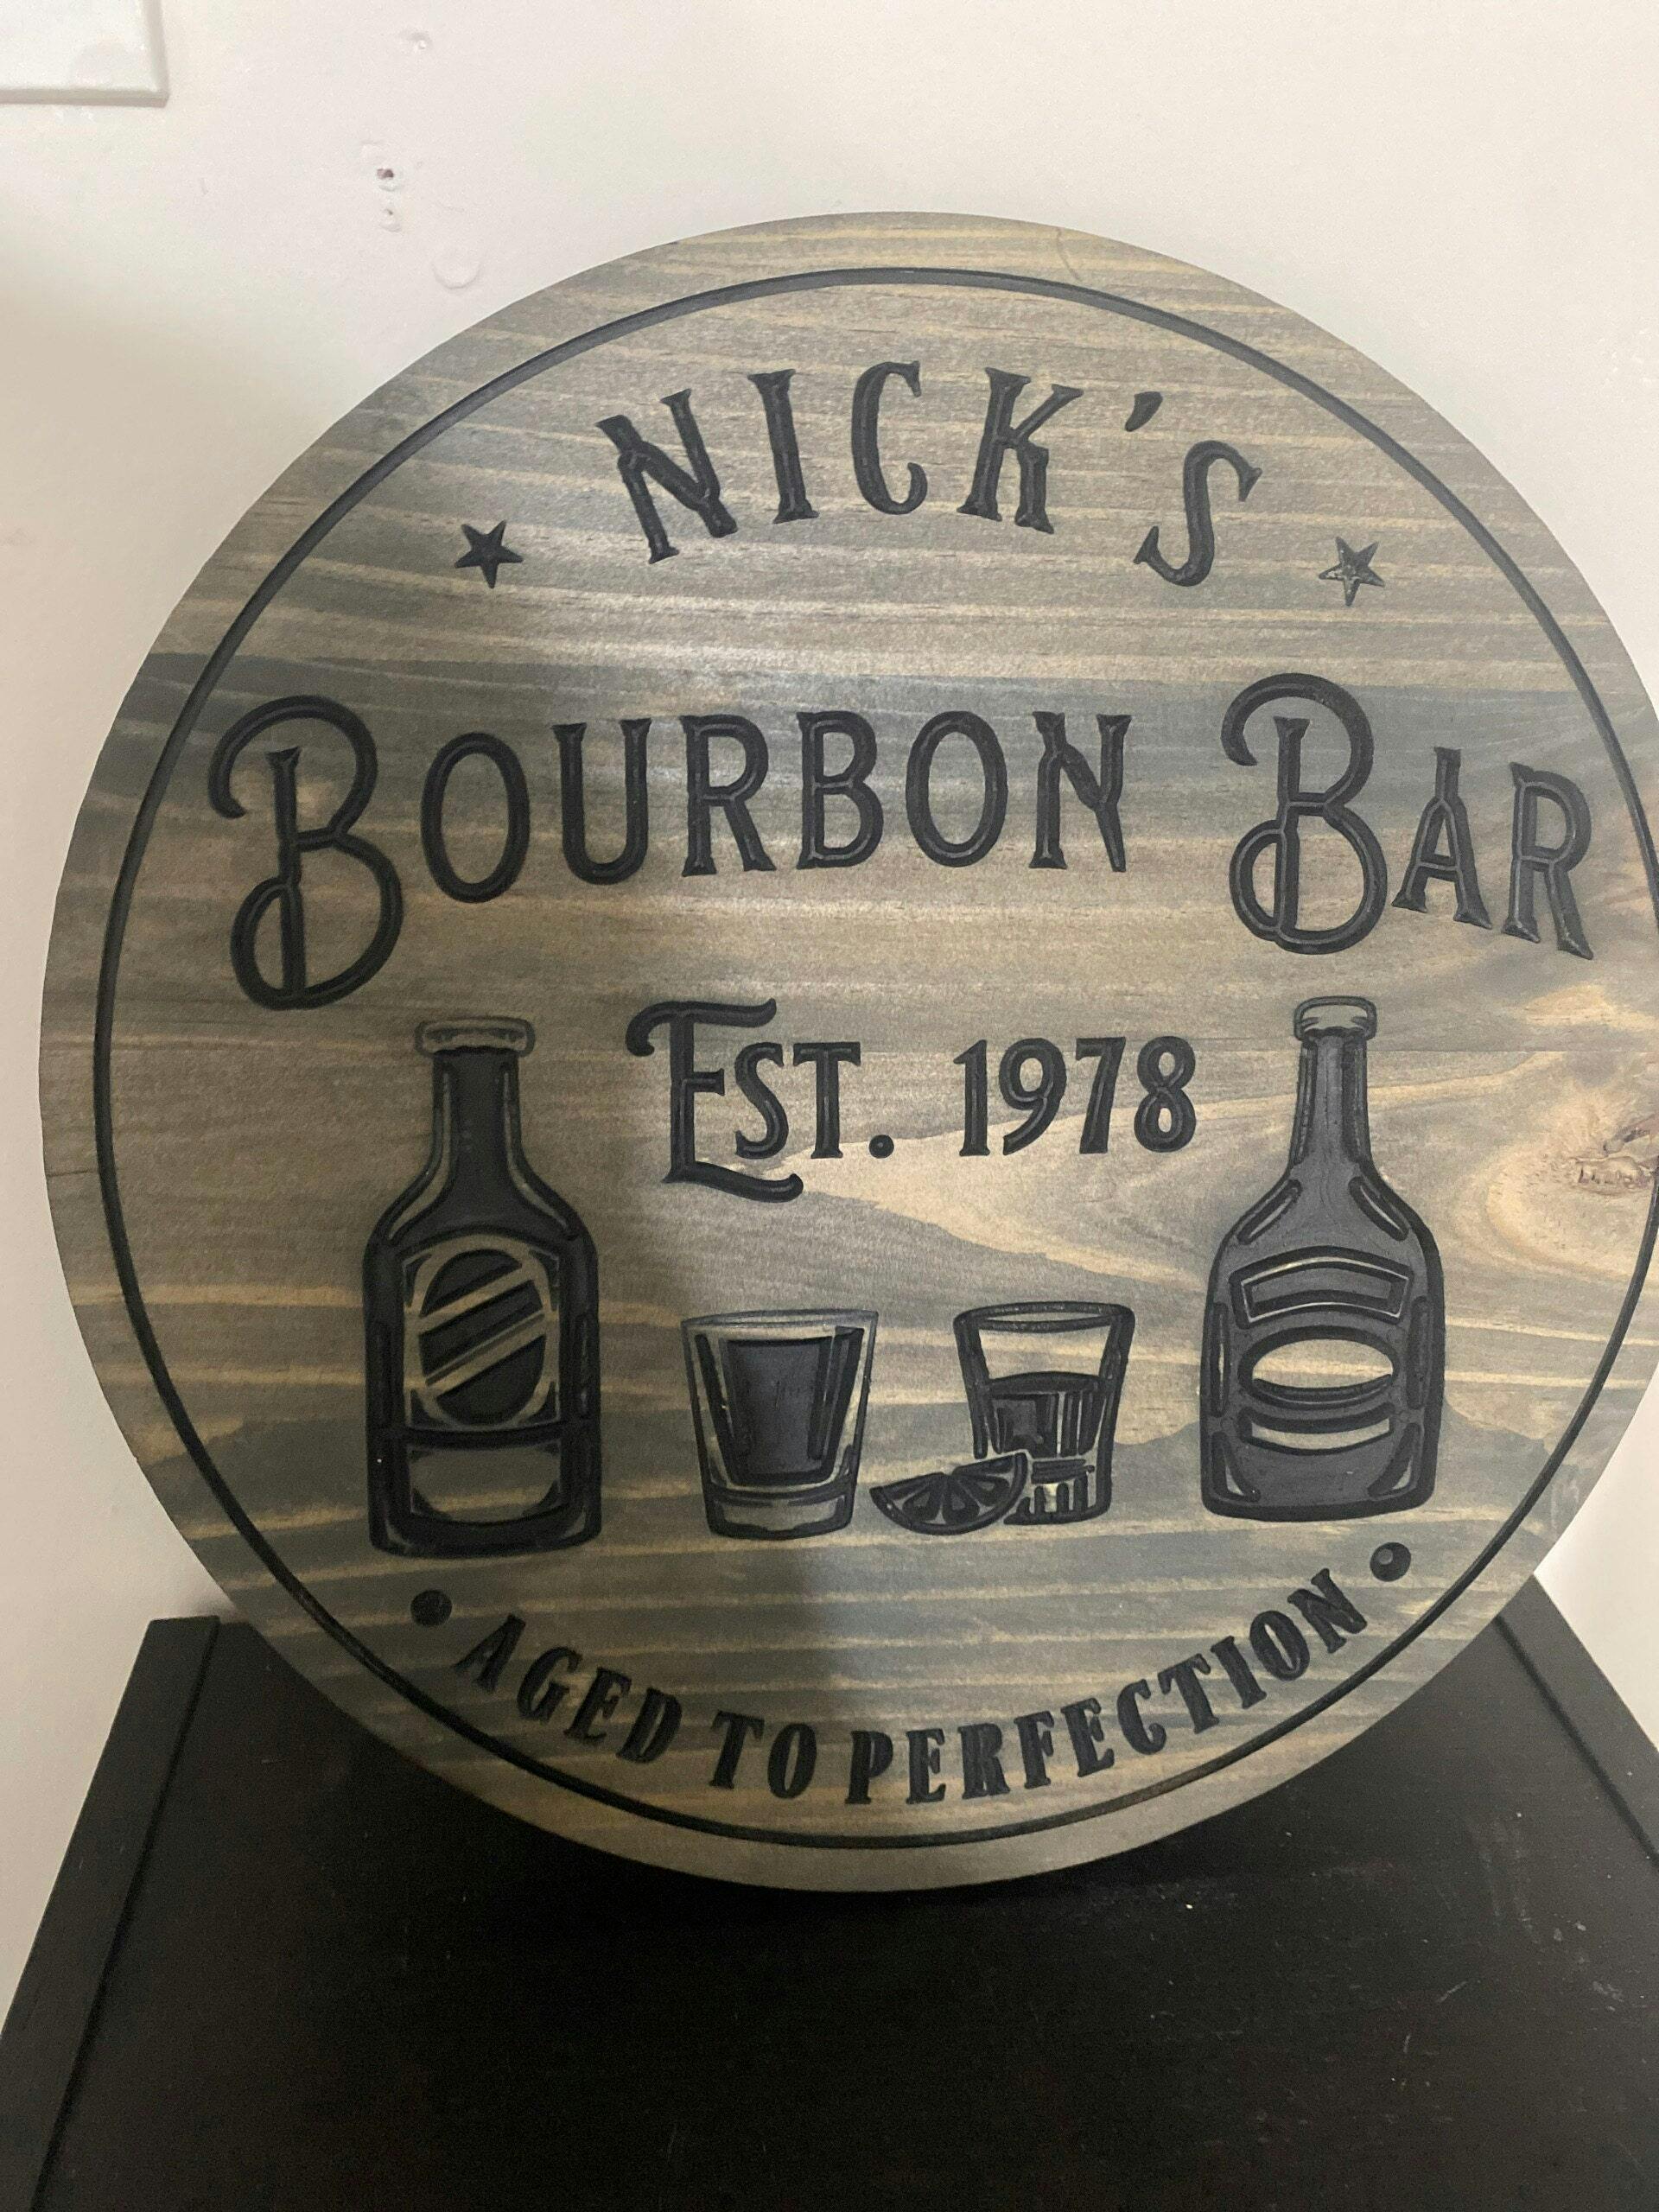 NICK'S
BOURBON BAR
EST. 1978
AGED TO PERFECTION